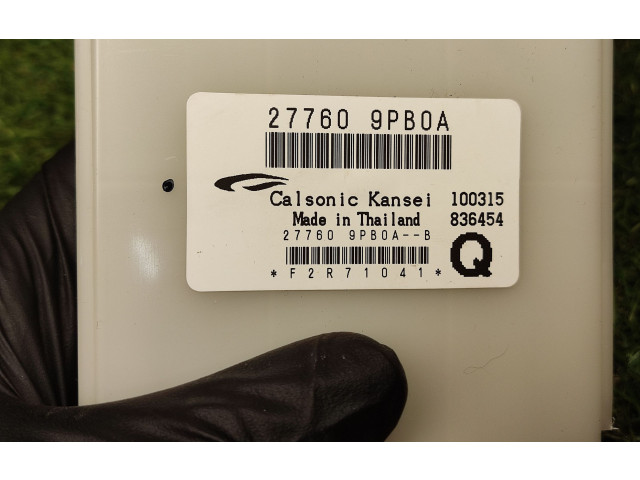 27760 9PB0A
Calsonic Kansei 100315
Made in Thailand 836454
27760 9PB0A--B
*F2R71041*
Q